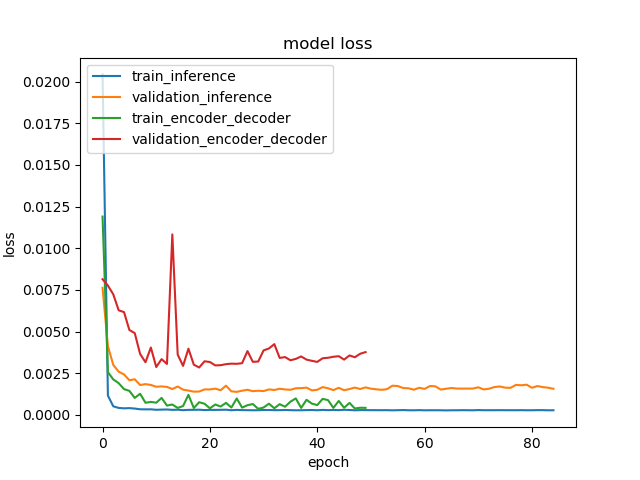 model loss
train_inference
validation_inference
train_encoder_decoder
validation_encoder_decoder
loss
0.0200
0.0175
0.0150
0.0125
0.0100
0.0075
0.0050
0.0025
0.0000
0 20 40 60 80
epoch